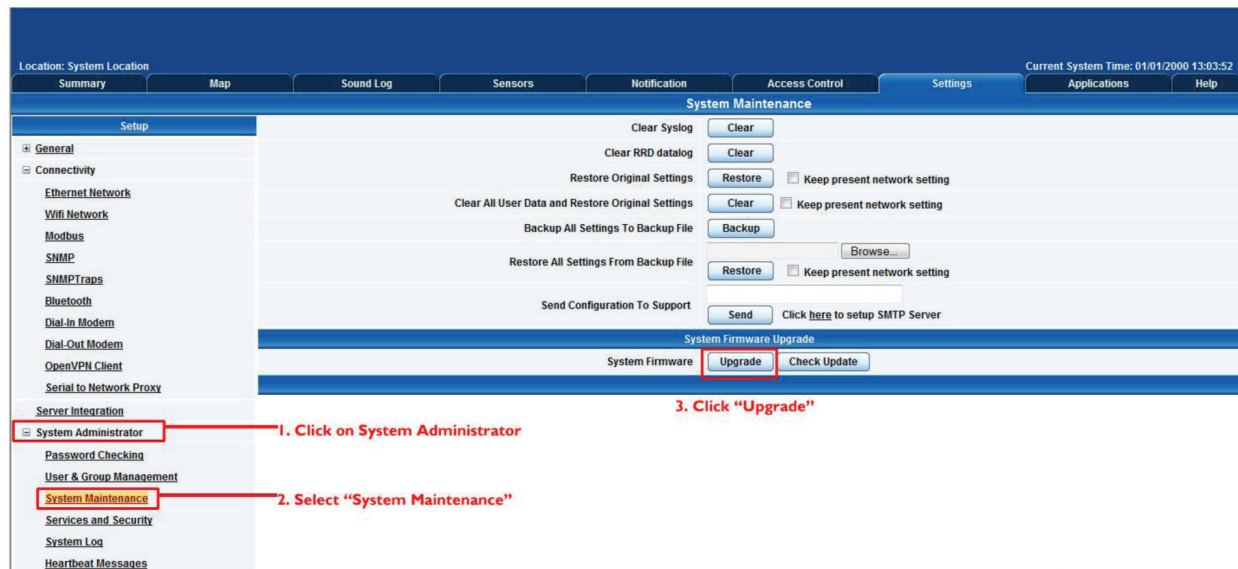 Location: System Location
Current System Time: 01/01/2000 13:03:52
Summary Map Sound Log Sensors Notification Access Control Settings Applications Help
System Maintenance
Setup
General
Connectivity
Ethernet Network
Wifi Network
Modbus
SNMP
SNMPTraps
Bluetooth
Dial-In Modem
Dial-Out Modem
OpenVPN Client
Serial to Network Proxy
Server Integration
System Administrator
Password Checking
User & Group Management
System Maintenance
Services and Security
System Log
Heartbeat Messages
Clear Syslog Clear
Clear RRD datalog Clear
Restore Original Settings Restore Keep present network setting
Clear All User Data and Restore Original Settings Clear Keep present network setting
Backup All Settings To Backup File Backup
Browse...
Restore All Settings From Backup File
Restore Keep present network setting
Send Configuration To Support
Send Click here to setup SMTP Server
System Firmware Upgrade
System Firmware Upgrade Check Update
3. Click “Upgrade”
1. Click on System Administrator
2. Select “System Maintenance”